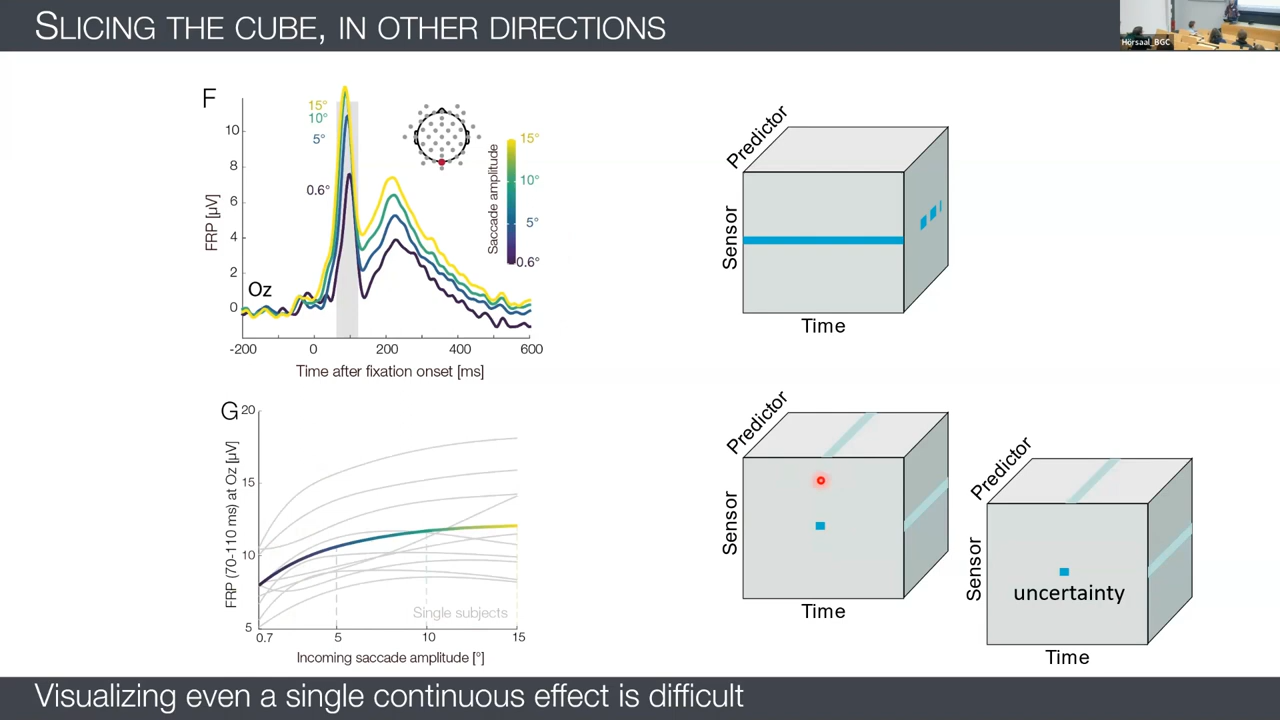 SLICING THE CUBE, IN OTHER DIRECTIONS
Hörsaal_BGC
F
FRP [µV]
10
8
6
4
2
0
15°
10°
5°
0.6°
Oz
Saccade amplitude
15°
10°
5°
0.6°
-200
0
200
400
600
Time after fixation onset [ms]
Predictor
Sensor
Time
G
FRP (70-110 ms) at Oz [µV]
20
15
10
5
Single subjects
0.7
5
10
15
Incoming saccade amplitude [°]
Predictor
Sensor
Time
Predictor
Sensor
uncertainty
Time
Visualizing even a single continuous effect is difficult